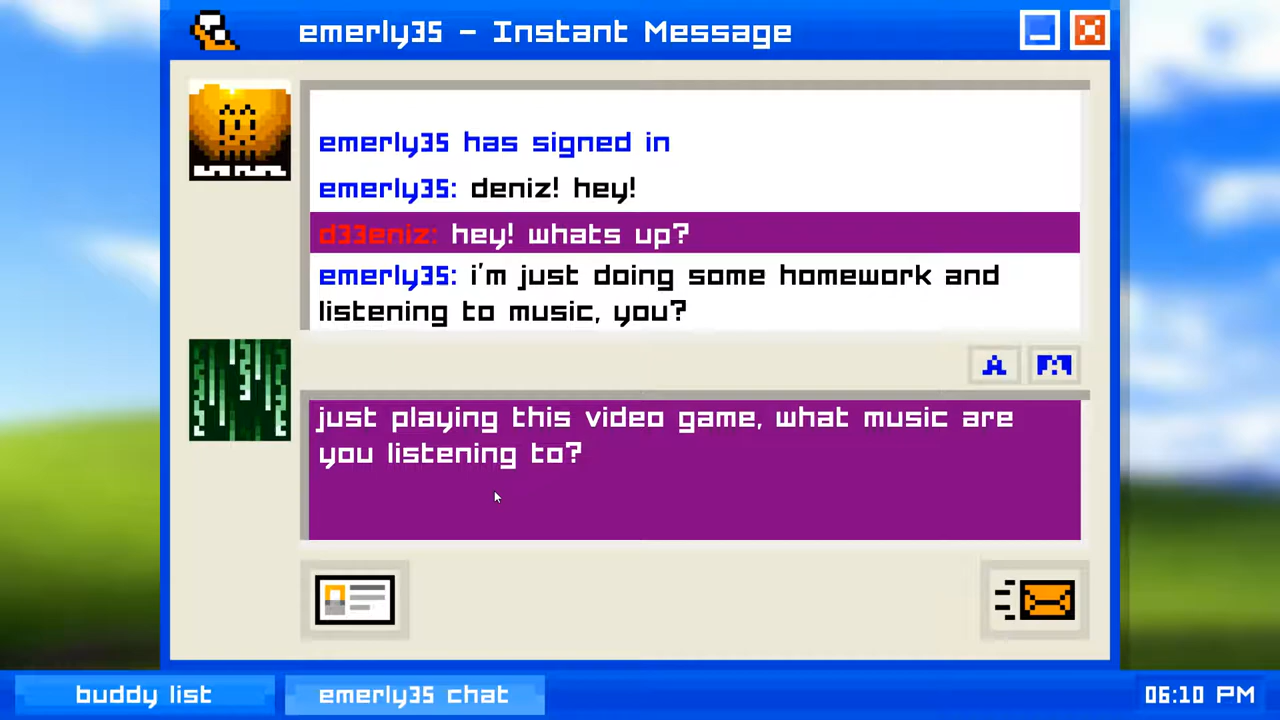 emerly35 - Instant Message
emerly35 has signed in
emerly35: deniz! hey!
d33eniz: hey! whats up?
emerly35: i'm just doing some homework and
listening to music, you?
A
just playing this video game, what music are
you listening to?
buddy list
emerly35 chat
06:10 PM